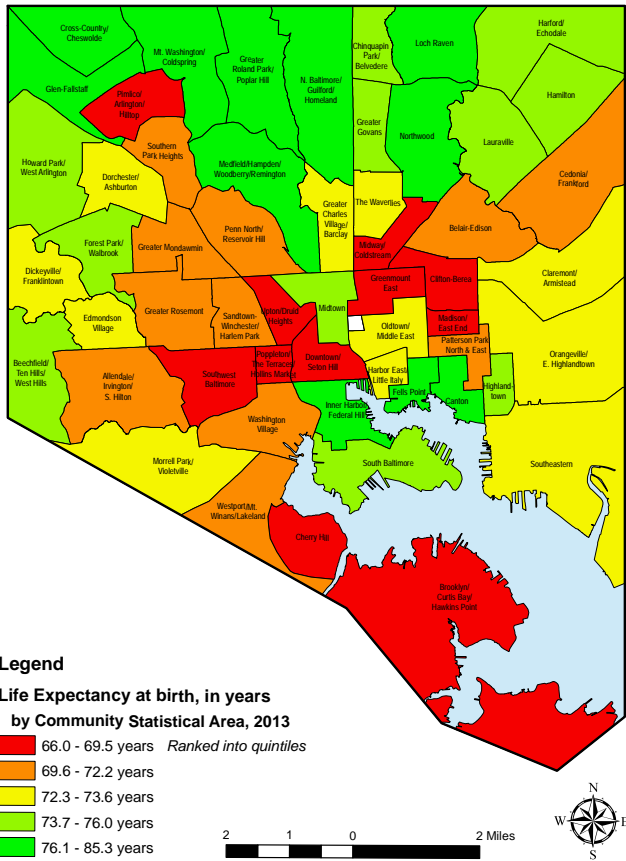 Cross-Country/
Cheswolde
Mt. Washington/
Coldspring
Greater
Roland Park/
Poplar Hill
N. Baltimore/
Guilford/
Homeland
Chinquapin
Park/
Belvedere
Loch Raven
Harford/
Echodale
Glen-Fallstaff
Pimlico/
Arlington/
Hilltop
Hamilton
Greater
Govans
Northwood
Lauraville
Southern
Park Heights
Howard Park/
West Arlington
Dorchester/
Ashburton
Medfield/Hampden/
Woodberry/Remington
Cedonia/
Frankford
Greater
Charles
Village/
Barclay
The Waverlies
Belair-Edison
Penn North/
Reservoir Hill
Forest Park/
Walbrook
Greater Mondawmin
Midway/
Coldstream
Dickeyville/
Franklintown
Claremont/
Armistead
Greenmount
East
Clifton-Berea
Edmondson
Village
Greater Rosemont
Sandtown-
Winchester/
Harlem Park
Upton/Druid
Heights
Midtown
Oldtown/
Middle East
Madison/
East End
Patterson Park
North & East
Orangeville/
E. Highlandtown
Beechfield/
Ten Hills/
West Hills
Allendale/
Irvington/
S. Hilton
Southwest
Baltimore
Poppleton/
The Terraces/
Hollins Market
Downtown/
Seton Hill
Harbor East/
Little Italy
Fells Point
Canton
Highland-
town
Inner Harbor/
Federal Hill
Washington
Village
Morrell Park/
Violetville
South Baltimore
Southeastern
Westport/Mt.
Winans/Lakeland
Cherry Hill
Brooklyn/
Curtis Bay/
Hawkins Point
Legend
Life Expectancy at birth, in years
by Community Statistical Area, 2013
66.0 - 69.5 years Ranked into quintiles
69.6 - 72.2 years
72.3 - 73.6 years
73.7 - 76.0 years
76.1 - 85.3 years
2 1 0 2 Miles
N
W E
S